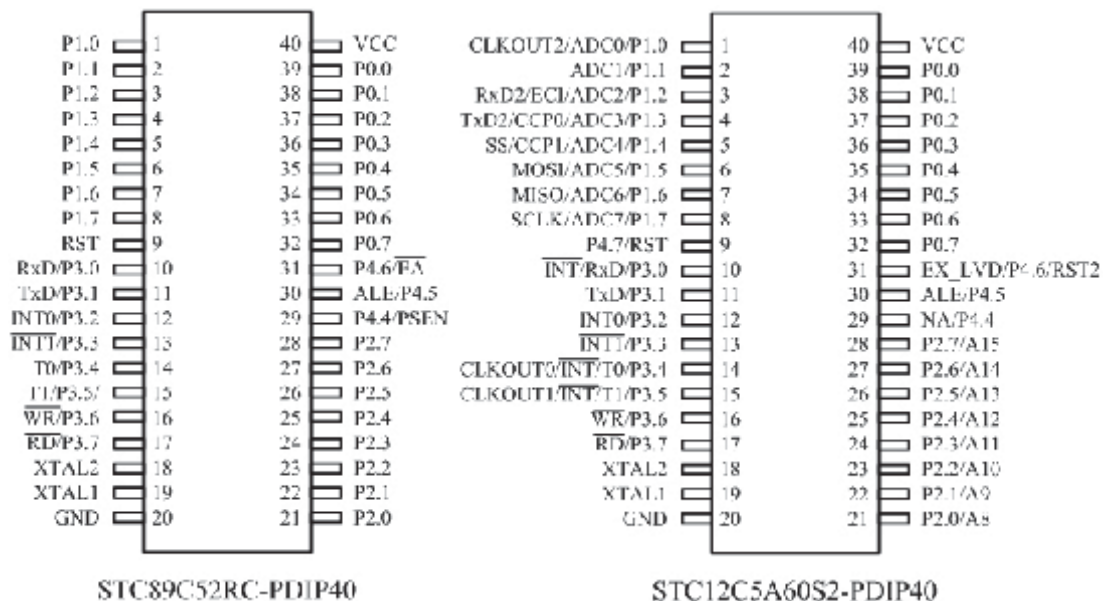 P1.0 1 40 VCC
P1.1 2 39 P0.0
P1.2 3 38 P0.1
P1.3 4 37 P0.2
P1.4 5 36 P0.3
P1.5 6 35 P0.4
P1.6 7 34 P0.5
P1.7 8 33 P0.6
RST 9 32 P0.7
RxD/P3.0 10 31 P4.6/EA
TxD/P3.1 11 30 ALE/P4.5
INT0/P3.2 12 29 P4.4/PSEN
INT1/P3.3 13 28 P2.7
T0/P3.4 14 27 P2.6
T1/P3.5/ 15 26 P2.5
WR/P3.6 16 25 P2.4
RD/P3.7 17 24 P2.3
XTAL2 18 23 P2.2
XTAL1 19 22 P2.1
GND 20 21 P2.0
STC89C52RC-PDIP40
CLKOUT2/ADC0/P1.0 1 40 VCC
ADC1/P1.1 2 39 P0.0
RxD2/ECI/ADC2/P1.2 3 38 P0.1
TxD2/CCP0/ADC3/P1.3 4 37 P0.2
SS/CCP1/ADC4/P1.4 5 36 P0.3
MOSI/ADC5/P1.5 6 35 P0.4
MISO/ADC6/P1.6 7 34 P0.5
SCLK/ADC7/P1.7 8 33 P0.6
P4.7/RST 9 32 P0.7
INT/RxD/P3.0 10 31 EX_LVD/P4.6/RST2
TxD/P3.1 11 30 ALE/P4.5
INT0/P3.2 12 29 NA/P4.4
INT1/P3.3 13 28 P2.7/A15
CLKOUT0/INT/T0/P3.4 14 27 P2.6/A14
CLKOUT1/INT/T1/P3.5 15 26 P2.5/A13
WR/P3.6 16 25 P2.4/A12
RD/P3.7 17 24 P2.3/A11
XTAL2 18 23 P2.2/A10
XTAL1 19 22 P2.1/A9
GND 20 21 P2.0/A8
STC12C5A60S2-PDIP40